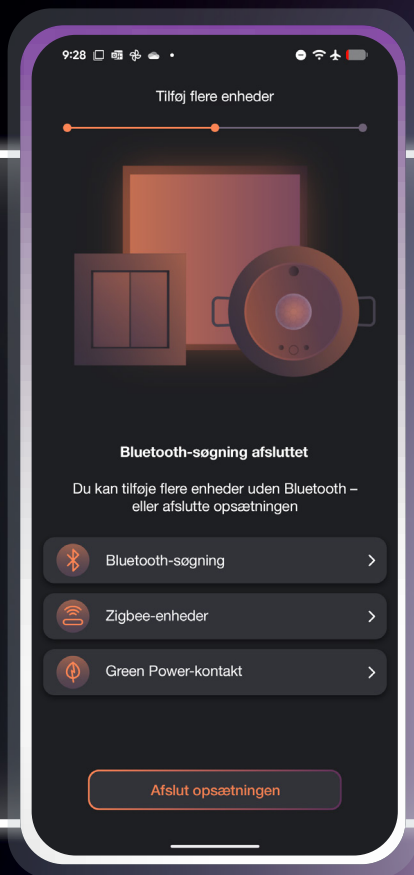 9:28
Tilføj flere enheder
Bluetooth-søgning afsluttet
Du kan tilføje flere enheder uden Bluetooth –
eller afslutte opsætningen
Bluetooth-søgning
Zigbee-enheder
Green Power-kontakt
Afslut opsætningen